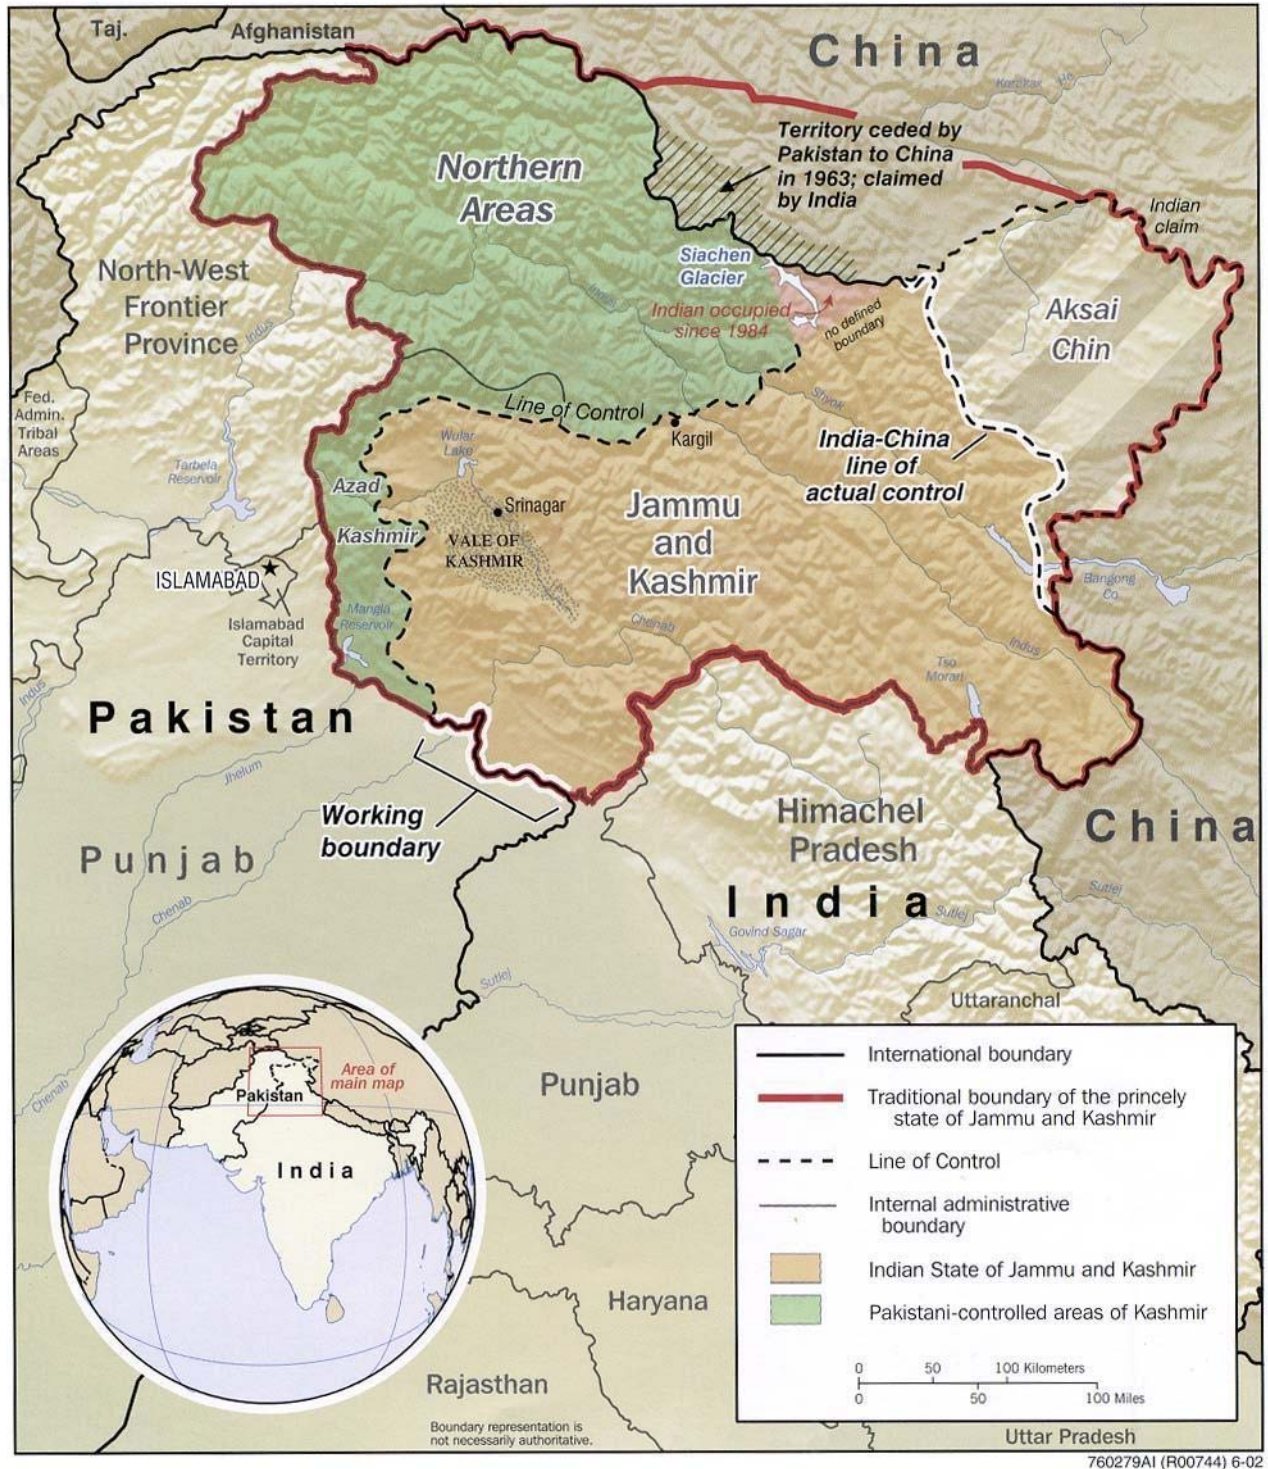 Taj.
Afghanistan
China
Karakax He
Territory ceded by
Pakistan to China
in 1963; claimed
by India
Northern
Areas
Indian
claim
Siachen
Glacier
North-West
Frontier
Province
Indus
Indus
Indian occupied
since 1984
no defined
boundary
Aksai
Chin
Fed.
Admin.
Tribal
Areas
Line of Control
Shyok
Kargil
Wular
Lake
India-China
line of
actual control
Tarbela
Reservoir
Azad
Kashmir
Srinagar
VALE OF
KASHMIR
Jammu
and
Kashmir
ISLAMABAD
Islamabad
Capital
Territory
Mangla
Reservoir
Bangong
Co
Chenab
Indus
Tso
Morari
Indus
Pakistan
Jhelum
Working
boundary
Himachel
Pradesh
China
Punjab
Chenab
India
Sutlej
Sutlej
Govind Sagar
Sutlej
Uttaranchal
Chenab
Area of
main map
Pakistan
India
Punjab
International boundary
Traditional boundary of the princely
state of Jammu and Kashmir
Line of Control
Internal administrative
boundary
Indian State of Jammu and Kashmir
Pakistani-controlled areas of Kashmir
0 50 100 Kilometers
0 50 100 Miles
Haryana
Rajasthan
Boundary representation is
not necessarily authoritative.
Uttar Pradesh
760279AI (R00744) 6-02